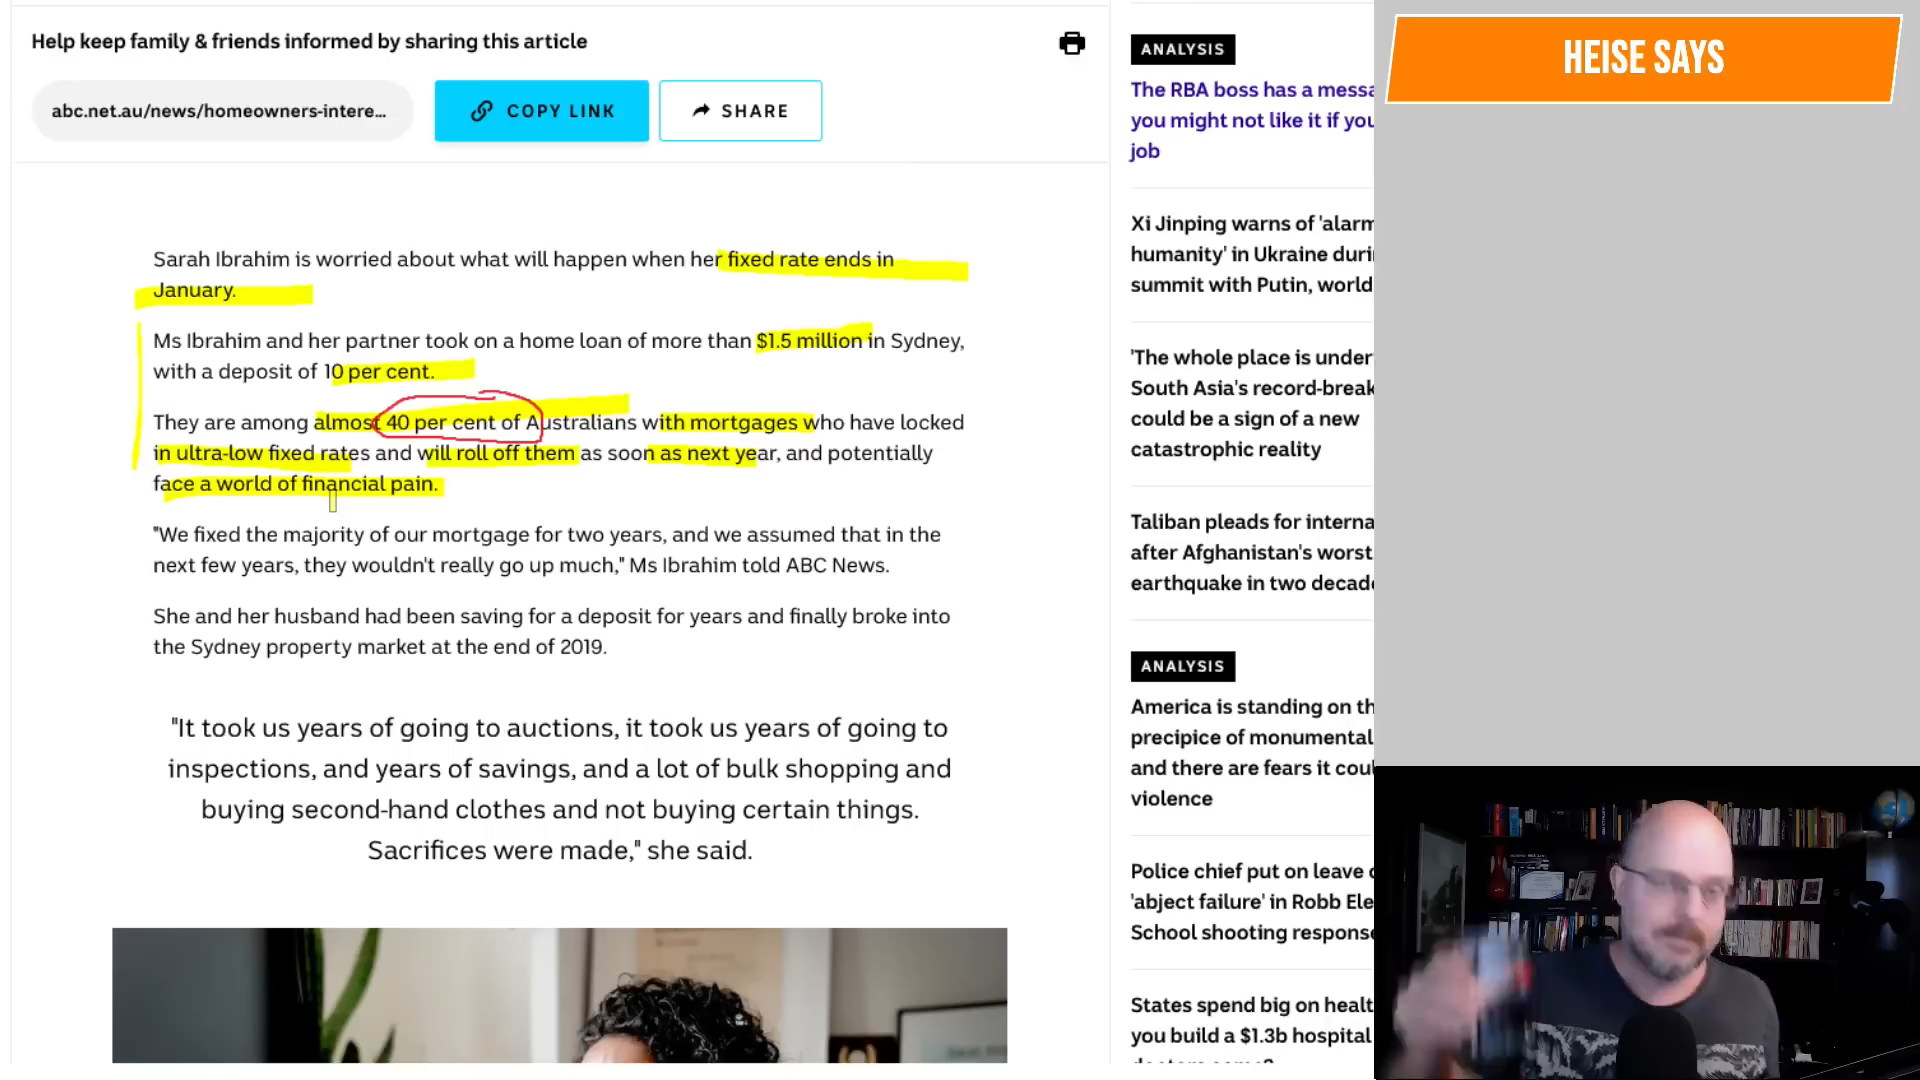 Help keep family & friends informed by sharing this article
abc.net.au/news/homeowners-intere...
COPY LINK
SHARE
Sarah Ibrahim is worried about what will happen when her fixed rate ends in
January.
Ms Ibrahim and her partner took on a home loan of more than $1.5 million in Sydney,
with a deposit of 10 per cent.
They are among almost 40 per cent of Australians with mortgages who have locked
in ultra-low fixed rates and will roll off them as soon as next year, and potentially
face a world of financial pain.
"We fixed the majority of our mortgage for two years, and we assumed that in the
next few years, they wouldn't really go up much," Ms Ibrahim told ABC News.
She and her husband had been saving for a deposit for years and finally broke into
the Sydney property market at the end of 2019.
"It took us years of going to auctions, it took us years of going to
inspections, and years of savings, and a lot of bulk shopping and
buying second-hand clothes and not buying certain things.
Sacrifices were made," she said.
ANALYSIS
The RBA boss has a messa
you might not like it if you
job
Xi Jinping warns of 'alarm
humanity' in Ukraine duri
summit with Putin, world
'The whole place is under
South Asia's record-break
could be a sign of a new
catastrophic reality
Taliban pleads for interna
after Afghanistan's worst
earthquake in two decade
ANALYSIS
America is standing on th
precipice of monumental
and there are fears it coul
violence
Police chief put on leave o
'abject failure' in Robb Ele
School shooting response
States spend big on healt
you build a $1.3b hospital
HEISE SAYS